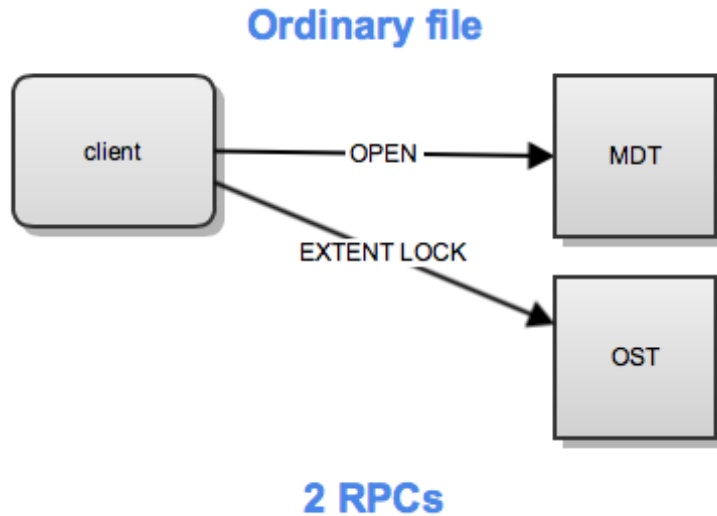 Ordinary file
client
OPEN
MDT
EXTENT LOCK
OST
2 RPCs